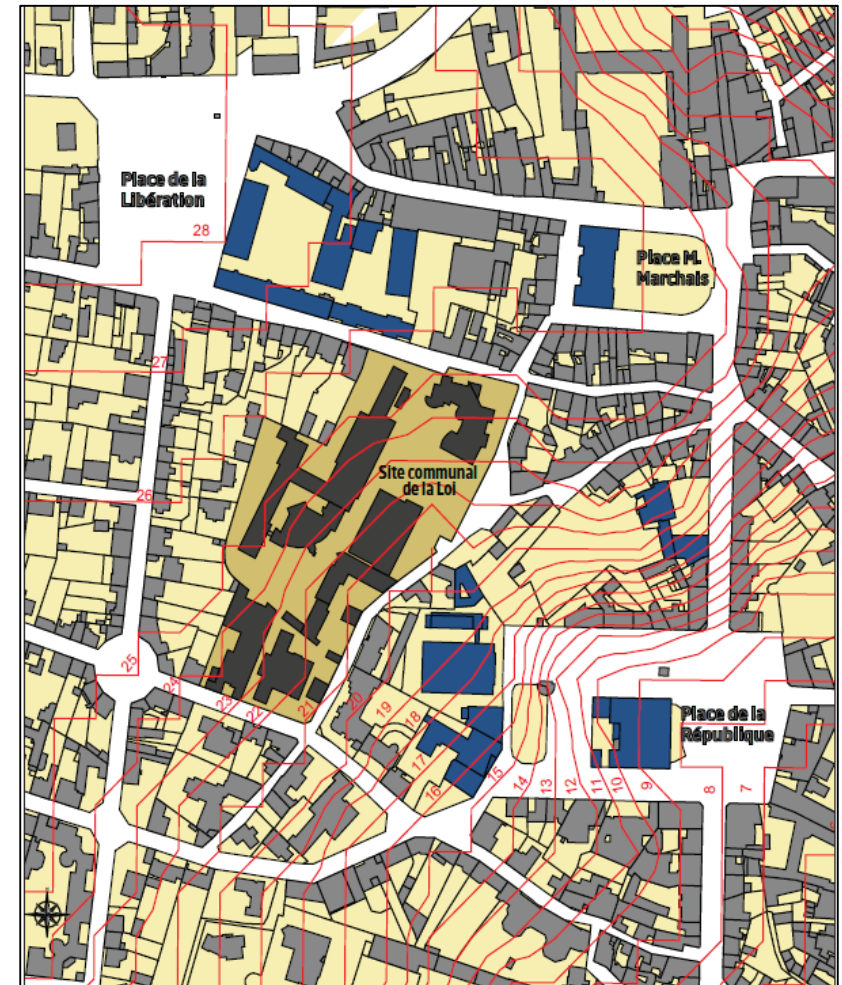 Place de la
Libération
28
Place M.
Marchais
27
Site communal
de la Loi
26
25
24
23
22
21
20
19
18
17
16
15
14
13
12
11
10
9
8
7
Place de la
République